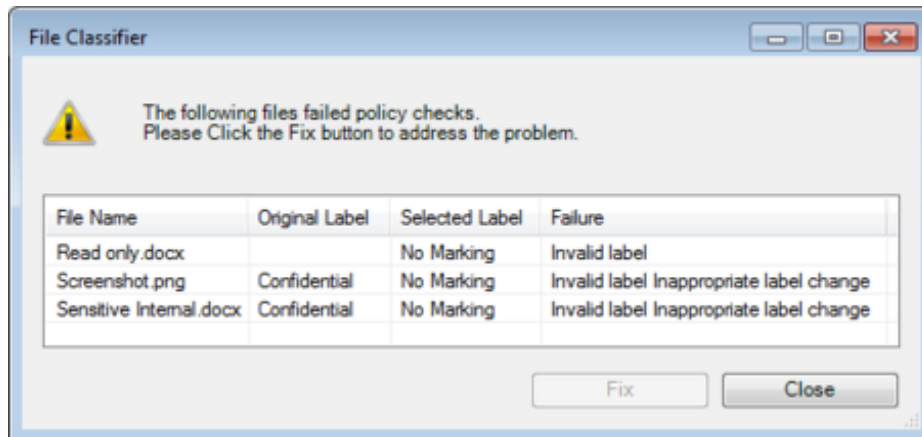 File Classifier
The following files failed policy checks.
Please Click the Fix button to address the problem.
File Name Original Label Selected Label Failure
Read only.docx No Marking Invalid label
Screenshot.png Confidential No Marking Invalid label Inappropriate label change
Sensitive Internal.docx Confidential No Marking Invalid label Inappropriate label change
Fix Close